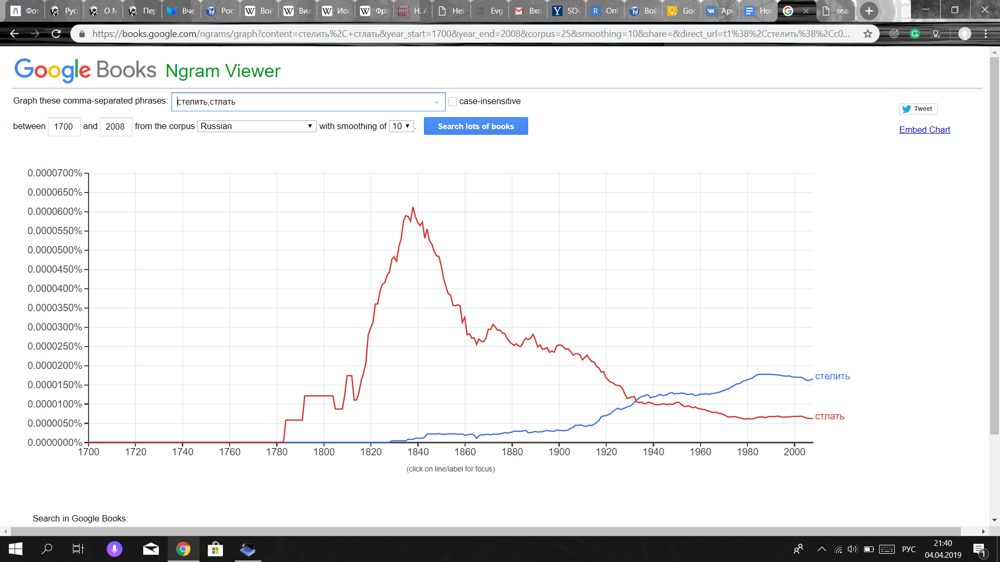 Фот
Рус
О М
Пер
Вче
Рос
Вой
Вил
Иос
Фра
Н. А
Hei
Evg
Вхо
SO
Onl
Вой
Goo
Арн
Нов
sea
https://books.google.com/ngrams/graph?content=стелить%2C+стлать&year_start=1700&year_end=2008&corpus=25&smoothing=10&share=&direct_url=t1%3B%2Cстелить%3B%2Cc0...
Google Books Ngram Viewer
Graph these comma-separated phrases: стелить,стлать case-insensitive
between 1700 and 2008 from the corpus Russian with smoothing of 10 . Search lots of books
Tweet
Embed Chart
0.0000700%
0.0000650%
0.0000600%
0.0000550%
0.0000500%
0.0000450%
0.0000400%
0.0000350%
0.0000300%
0.0000250%
0.0000200%
0.0000150%
0.0000100%
0.0000050%
0.0000000%
стелить
стлать
1700 1720 1740 1760 1780 1800 1820 1840 1860 1880 1900 1920 1940 1960 1980 2000
(click on line/label for focus)
Search in Google Books:
РУС
21:40
04.04.2019
1